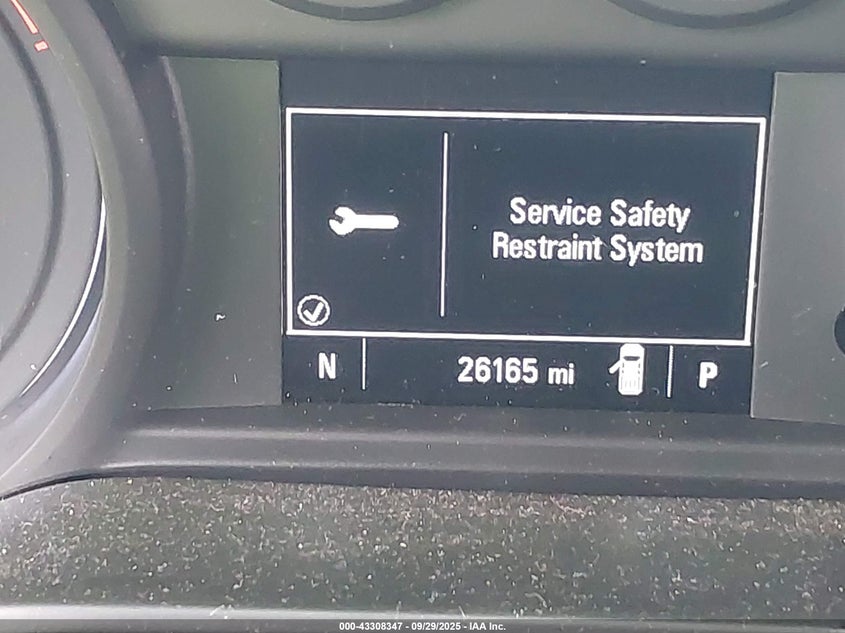 Service Safety
Restraint System
N
26165 mi
P
000-43308347 - 09/29/2025 - IAA Inc.